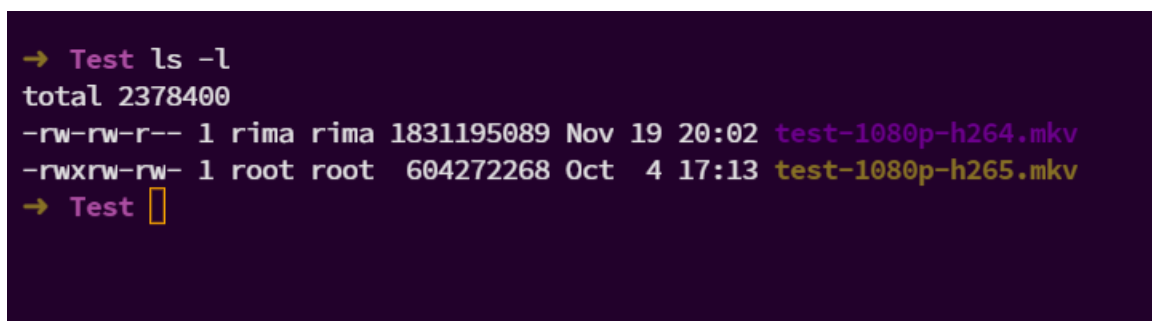 → Test ls -l
total 2378400
-rw-rw-r-- 1 rima rima 1831195089 Nov 19 20:02 test-1080p-h264.mkv
-rwxrw-rw- 1 root root  604272268 Oct  4 17:13 test-1080p-h265.mkv
→ Test